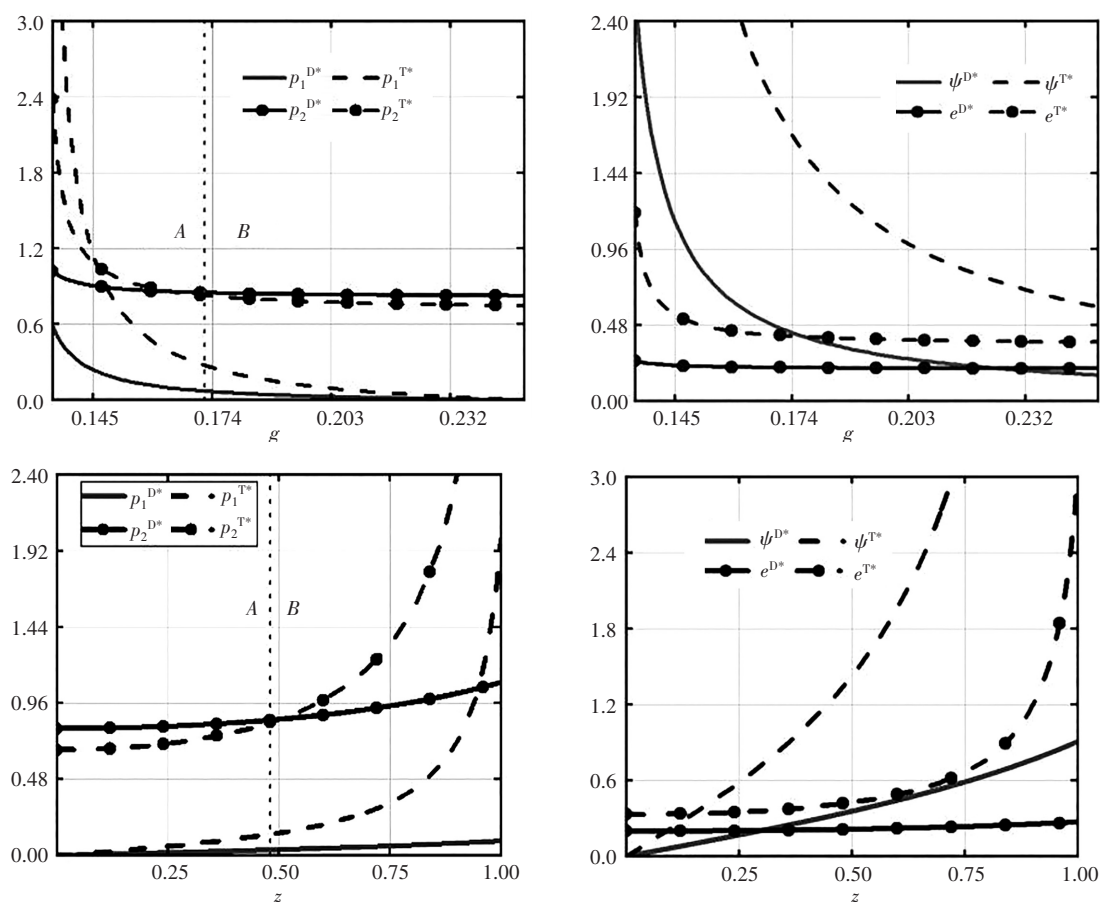 3.0
2.4
1.8
1.2
0.6
0.0
p₁ᴰ* p₁ᵀ*
p₂ᴰ* p₂ᵀ*
A B
0.145 0.174 0.203 0.232
g
2.40
1.92
1.44
0.96
0.48
0.00
ψᴰ* ψᵀ*
eᴰ* eᵀ*
0.145 0.174 0.203 0.232
g
2.40
1.92
1.44
0.96
0.48
0.00
p₁ᴰ* p₁ᵀ*
p₂ᴰ* p₂ᵀ*
A B
0.25 0.50 0.75 1.00
z
3.0
2.4
1.8
1.2
0.6
0.0
ψᴰ* ψᵀ*
eᴰ* eᵀ*
0.25 0.50 0.75 1.00
z